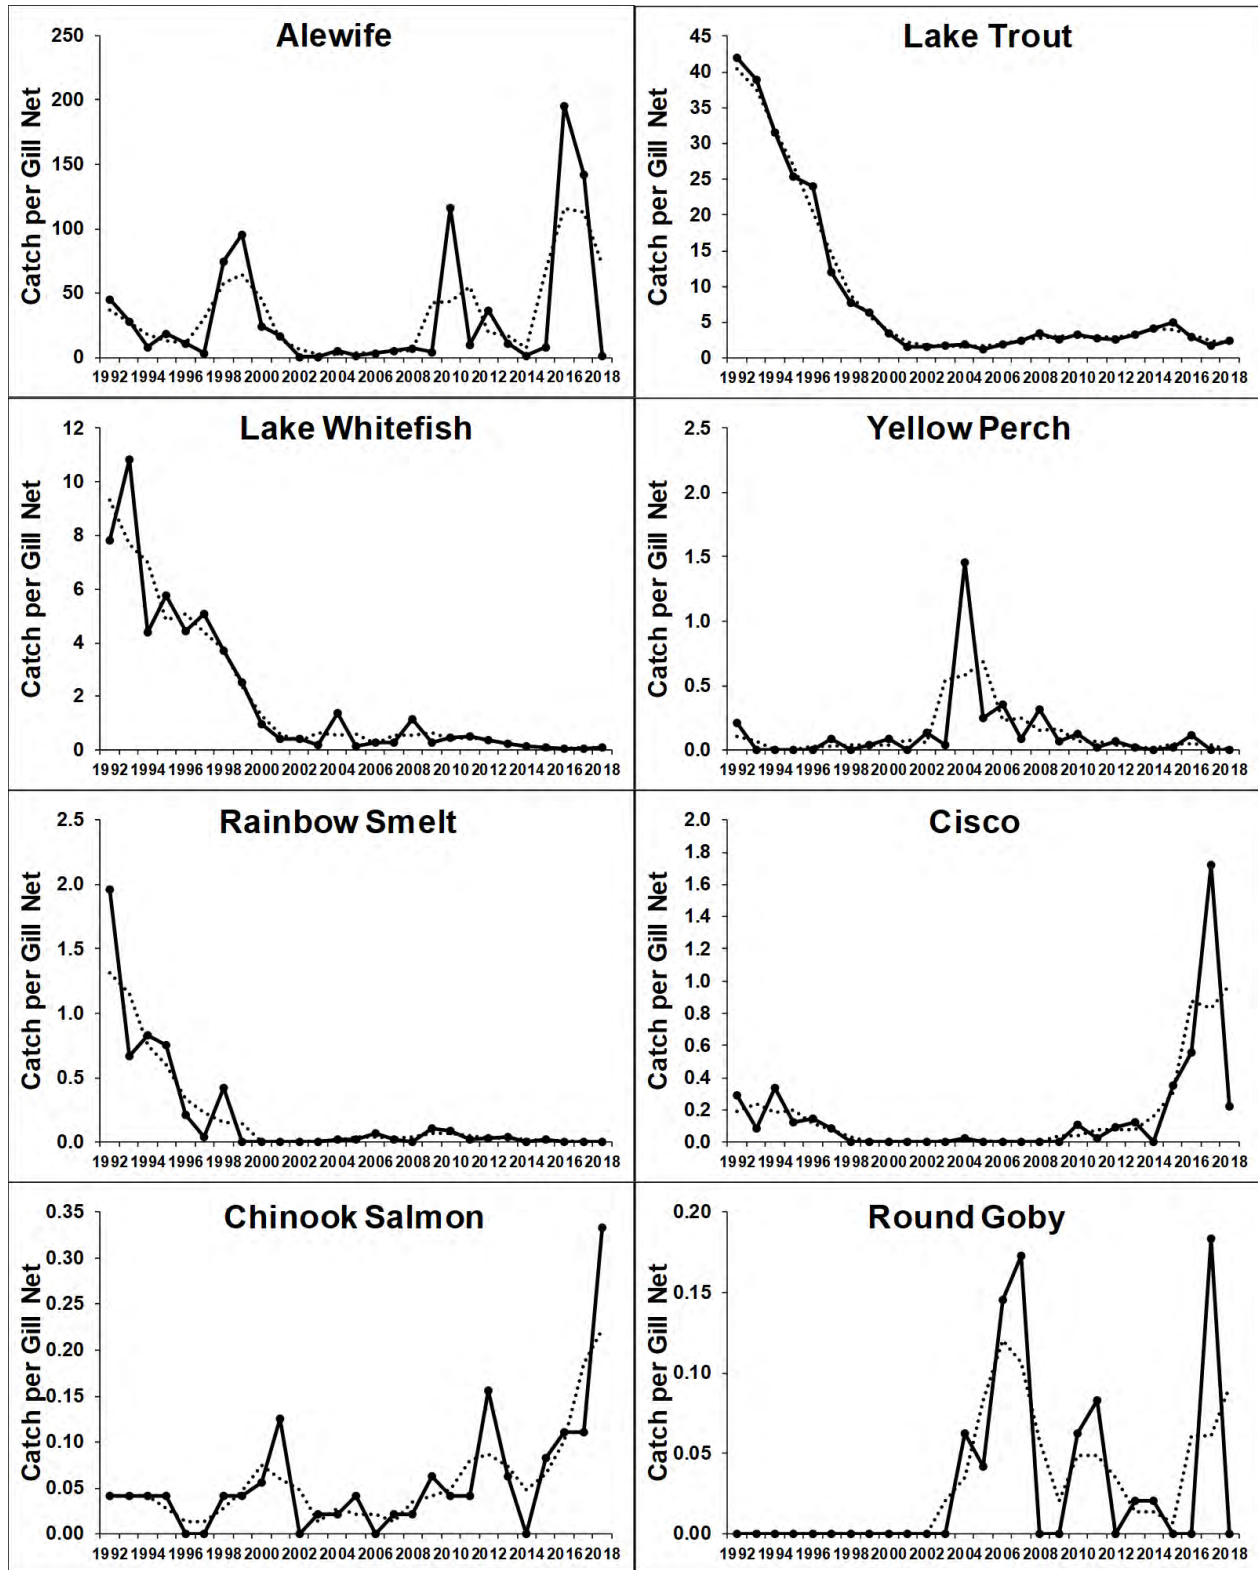 Alewife
Catch per Gill Net
250
200
150
100
50
0
1992 1994 1996 1998 2000 2002 2004 2006 2008 2010 2012 2014 2016 2018
Lake Trout
Catch per Gill Net
45
40
35
30
25
20
15
10
5
0
1992 1994 1996 1998 2000 2002 2004 2006 2008 2010 2012 2014 2016 2018
Lake Whitefish
Catch per Gill Net
12
10
8
6
4
2
0
1992 1994 1996 1998 2000 2002 2004 2006 2008 2010 2012 2014 2016 2018
Yellow Perch
Catch per Gill Net
2.5
2.0
1.5
1.0
0.5
0.0
1992 1994 1996 1998 2000 2002 2004 2006 2008 2010 2012 2014 2016 2018
Rainbow Smelt
Catch per Gill Net
2.5
2.0
1.5
1.0
0.5
0.0
1992 1994 1996 1998 2000 2002 2004 2006 2008 2010 2012 2014 2016 2018
Cisco
Catch per Gill Net
2.0
1.8
1.6
1.4
1.2
1.0
0.8
0.6
0.4
0.2
0.0
1992 1994 1996 1998 2000 2002 2004 2006 2008 2010 2012 2014 2016 2018
Chinook Salmon
Catch per Gill Net
0.35
0.30
0.25
0.20
0.15
0.10
0.05
0.00
1992 1994 1996 1998 2000 2002 2004 2006 2008 2010 2012 2014 2016 2018
Round Goby
Catch per Gill Net
0.20
0.15
0.10
0.05
0.00
1992 1994 1996 1998 2000 2002 2004 2006 2008 2010 2012 2014 2016 2018